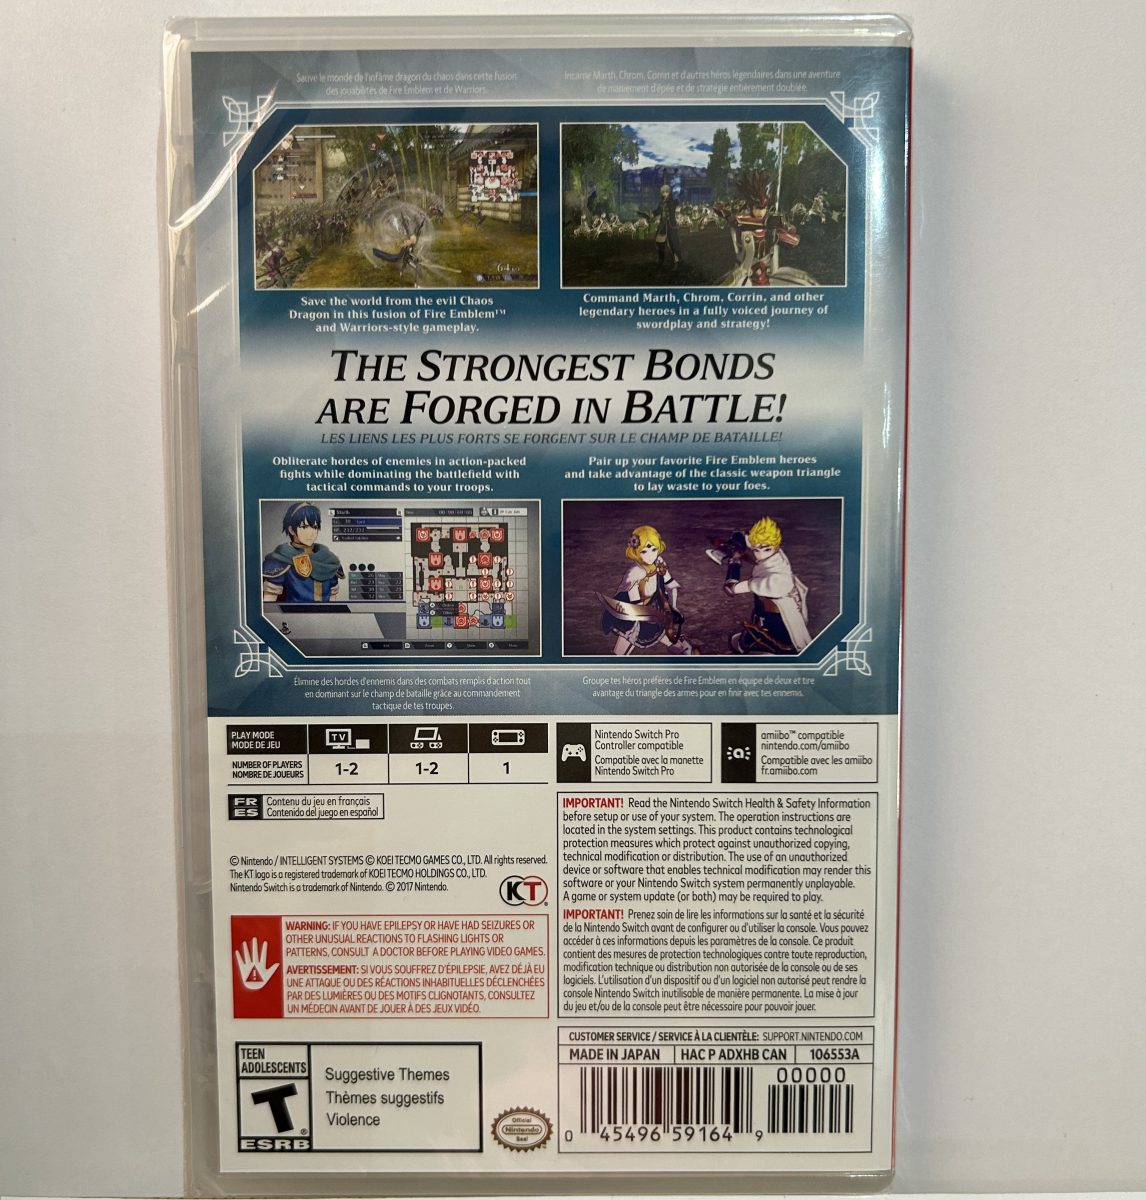 Sauve le monde de l'infâme dragon du chaos dans cette fusion
des jouabilités de Fire Emblem et de Warriors.
Incarne Marth, Chrom, Corrin et d'autres héros légendaires dans une aventure
de maniement d'épée et de stratégie entièrement doublée.
Save the world from the evil Chaos
Dragon in this fusion of Fire Emblem™
and Warriors-style gameplay.
Command Marth, Chrom, Corrin, and other
legendary heroes in a fully voiced journey of
swordplay and strategy!
THE STRONGEST BONDS
ARE FORGED IN BATTLE!
LES LIENS LES PLUS FORTS SE FORGENT SUR LE CHAMP DE BATAILLE!
Obliterate hordes of enemies in action-packed
fights while dominating the battlefield with
tactical commands to your troops.
Pair up your favorite Fire Emblem heroes
and take advantage of the classic weapon triangle
to lay waste to your foes.
Marth
Élimine des hordes d'ennemis dans des combats remplis d'action tout
en dominant sur le champ de bataille grâce au commandement
tactique de tes troupes.
Groupe tes héros préférés de Fire Emblem en équipe de deux et tire
avantage du triangle des armes pour en finir avec tes ennemis.
PLAY MODE
MODE DE JEU
TV
NUMBER OF PLAYERS
NOMBRE DE JOUEURS
1-2
1-2
1
Nintendo Switch Pro
Controller compatible
Compatible avec la manette
Nintendo Switch Pro
amiibo™ compatible
nintendo.com/amiibo
Compatible avec les amiibo
fr.amiibo.com
FR
ES
Contenu du jeu en français
Contenido del juego en español
© Nintendo / INTELLIGENT SYSTEMS © KOEI TECMO GAMES CO., LTD. All rights reserved.
The KT logo is a registered trademark of KOEI TECMO HOLDINGS CO., LTD.
Nintendo Switch is a trademark of Nintendo. © 2017 Nintendo.
KT
WARNING: IF YOU HAVE EPILEPSY OR HAVE HAD SEIZURES OR
OTHER UNUSUAL REACTIONS TO FLASHING LIGHTS OR
PATTERNS, CONSULT A DOCTOR BEFORE PLAYING VIDEO GAMES.
AVERTISSEMENT: SI VOUS SOUFFREZ D'ÉPILEPSIE, AVEZ DÉJÀ EU
UNE ATTAQUE OU DES RÉACTIONS INHABITUELLES DÉCLENCHÉES
PAR DES LUMIÈRES OU DES MOTIFS CLIGNOTANTS, CONSULTEZ
UN MÉDECIN AVANT DE JOUER À DES JEUX VIDÉO.
IMPORTANT! Read the Nintendo Switch Health & Safety Information
before setup or use of your system. The operation instructions are
located in the system settings. This product contains technological
protection measures which protect against unauthorized copying,
technical modification or distribution. The use of an unauthorized
device or software that enables technical modification may render this
software or your Nintendo Switch system permanently unplayable.
A game or system update (or both) may be required to play.
IMPORTANT! Prenez soin de lire les informations sur la santé et la sécurité
de la Nintendo Switch avant de configurer ou d'utiliser la console. Vous pouvez
accéder à ces informations depuis les paramètres de la console. Ce produit
contient des mesures de protection technologiques contre toute reproduction,
modification technique ou distribution non autorisée de la console ou de ses
logiciels. L'utilisation d'un dispositif ou d'un logiciel non autorisé peut rendre la
console Nintendo Switch inutilisable de manière permanente. La mise à jour
du jeu et/ou de la console peut être nécessaire pour pouvoir jouer.
CUSTOMER SERVICE / SERVICE À LA CLIENTÈLE: SUPPORT.NINTENDO.COM
MADE IN JAPAN
HAC P ADXHB CAN
106553A
00000
0 45496 59164 9
TEEN
ADOLESCENTS
T
®
ESRB
Suggestive Themes
Thèmes suggestifs
Violence
Official
Nintendo
Seal